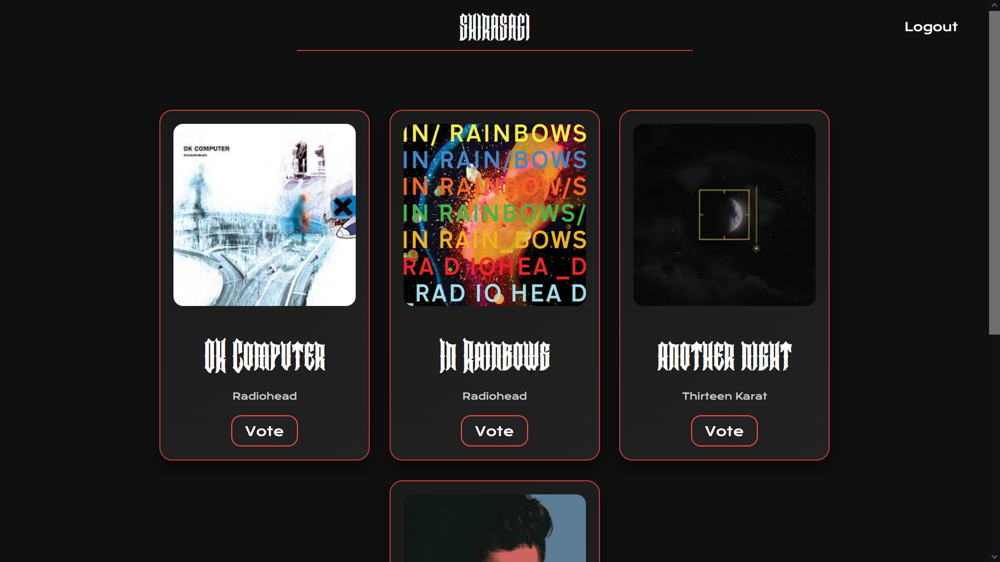 SHIRASAGI
Logout
OK COMPUTER
RADIOHEAD
IN/ RAINBOWS
IN RAIN/BOWS
IN RAINBOW/S
IN RAINBOWS/
IN RAIN_BOWS
RA D IOHEA _D
_RAD IO HEA D
OK Computer
In Rainbows
ANOTHER NIGHT
Radiohead
Radiohead
Thirteen Karat
Vote
Vote
Vote